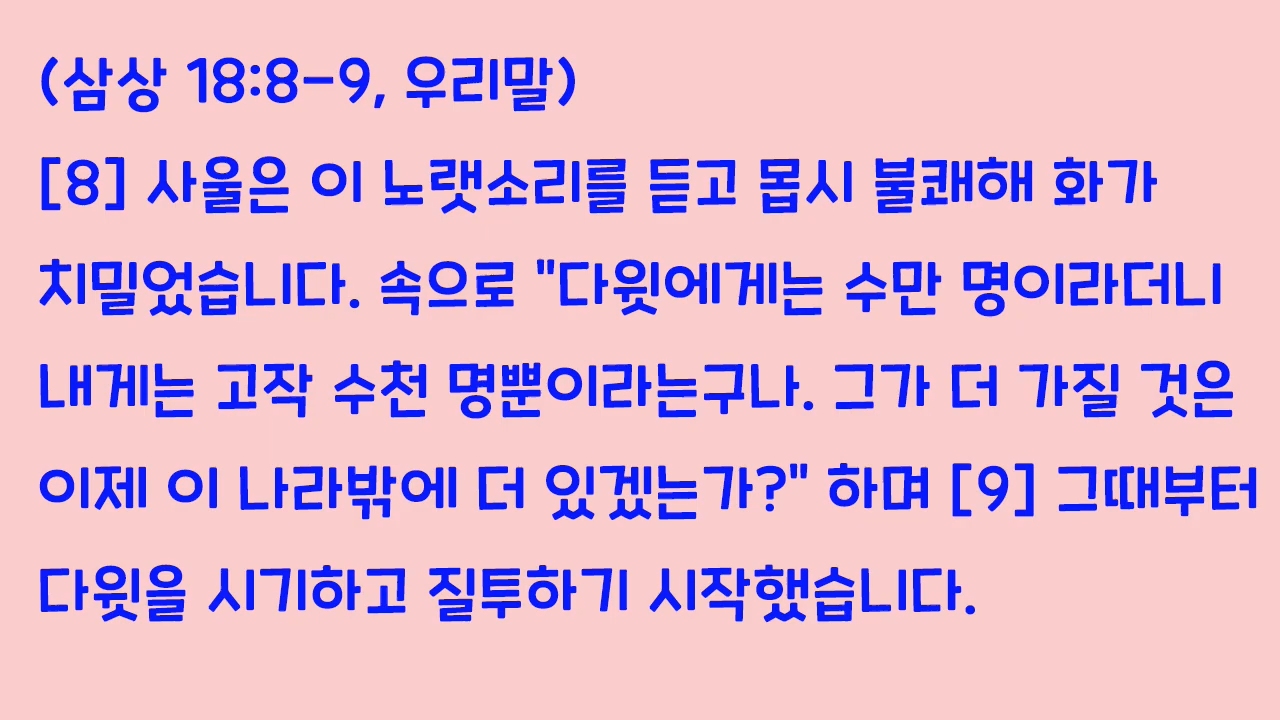 (삼상 18:8-9, 우리말)
[8] 사울은 이 노랫소리를 듣고 몹시 불쾌해 화가
치밀었습니다. 속으로 "다윗에게는 수만 명이라더니
내게는 고작 수천 명뿐이라는구나. 그가 더 가질 것은
이제 이 나라밖에 더 있겠는가?" 하며 [9] 그때부터
다윗을 시기하고 질투하기 시작했습니다.